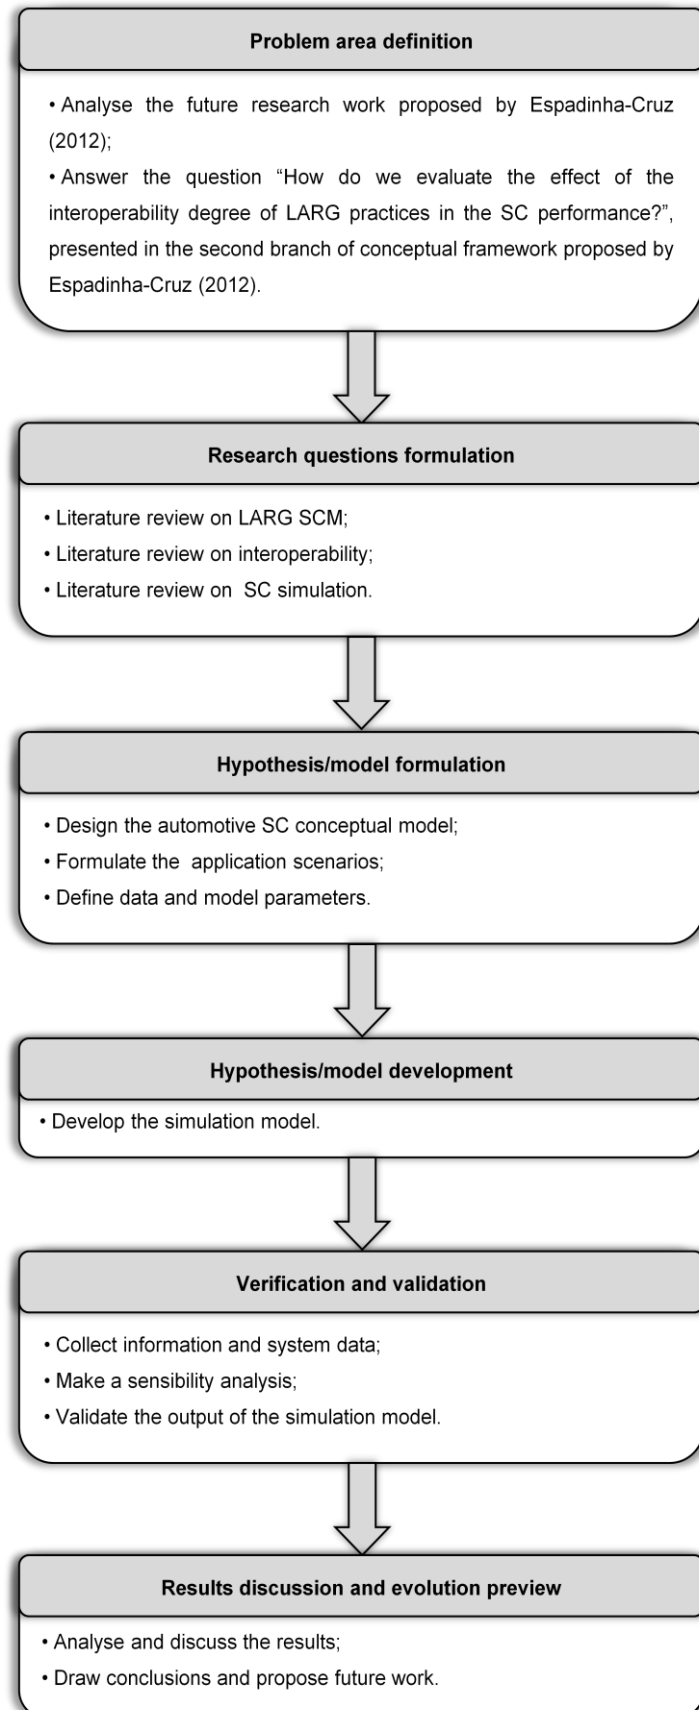 Problem area definition
• Analyse the future research work proposed by Espadinha-Cruz
(2012);
• Answer the question “How do we evaluate the effect of the
interoperability degree of LARG practices in the SC performance?”,
presented in the second branch of conceptual framework proposed by
Espadinha-Cruz (2012).
Research questions formulation
• Literature review on LARG SCM;
• Literature review on interoperability;
• Literature review on SC simulation.
Hypothesis/model formulation
• Design the automotive SC conceptual model;
• Formulate the application scenarios;
• Define data and model parameters.
Hypothesis/model development
• Develop the simulation model.
Verification and validation
• Collect information and system data;
• Make a sensibility analysis;
• Validate the output of the simulation model.
Results discussion and evolution preview
• Analyse and discuss the results;
• Draw conclusions and propose future work.